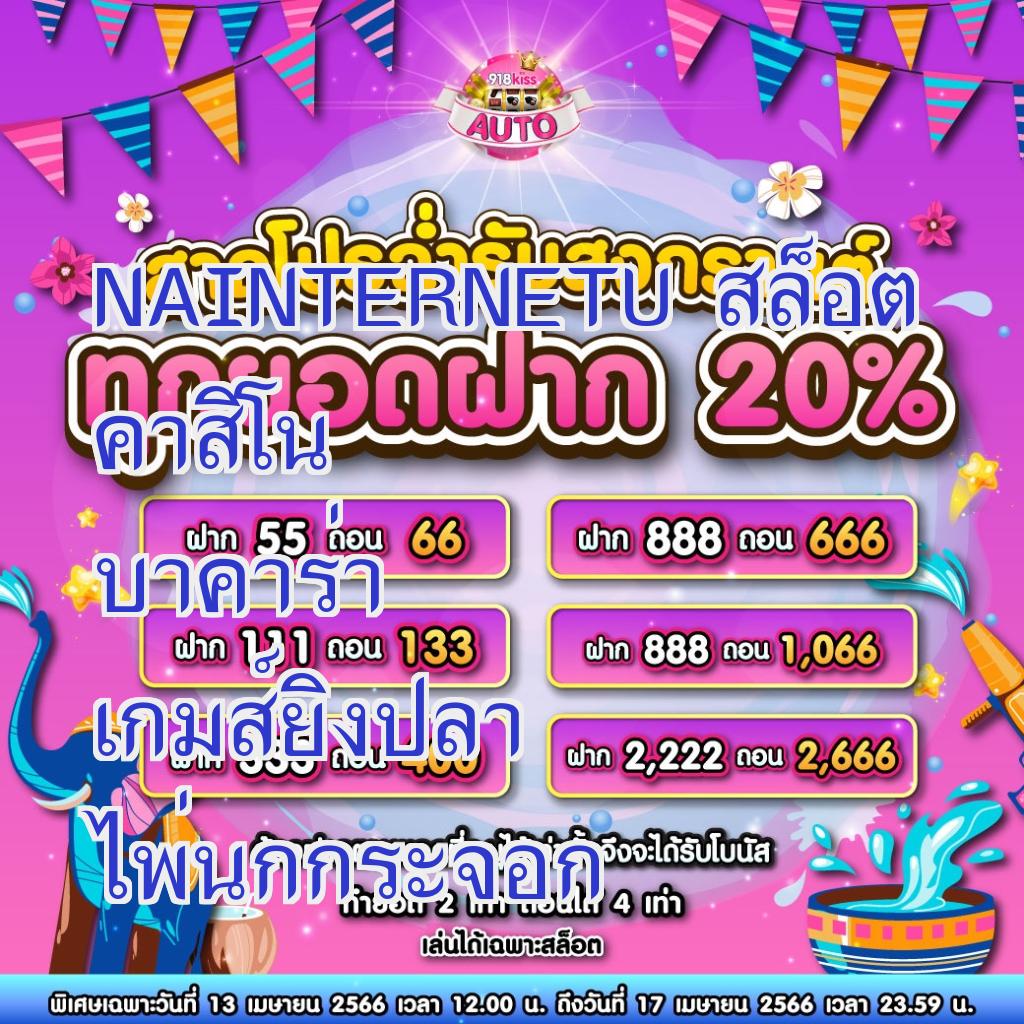 918kiss
AUTO
NAINTERNETU สล็อต
ทุกยอดฝาก 20%
คาสิโน
ฝาก 55 ถอน 66
ฝาก 888 ถอน 666
บาคาร่า
ฝาก 111 ถอน 133
ฝาก 888 ถอน 1,066
เกมส์ยิงปลา
ฝาก 2,222 ถอน 2,666
ไพ่นกกระจอก
จึงจะได้รับโบนัส
2 เท่า ถอนได้ 4 เท่า
เล่นได้เฉพาะสล็อต
พิเศษเฉพาะวันที่ 13 เมษายน 2566 เวลา 12.00 น. ถึงวันที่ 17 เมษายน 2566 เวลา 23.59 น.